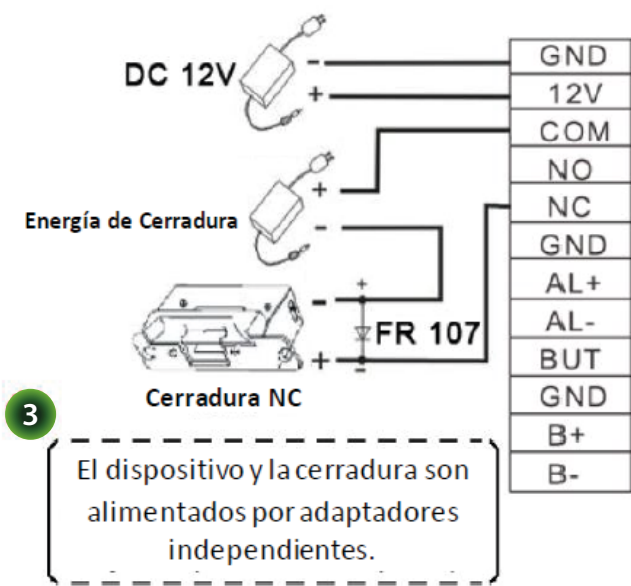 DC 12V
-
+
GND
12V
COM
NO
NC
GND
AL+
AL-
BUT
GND
B+
B-
Energía de Cerradura
+
-
-
+
+
-
FR 107
Cerradura NC
3
El dispositivo y la cerradura son
alimentados por adaptadores
independientes.